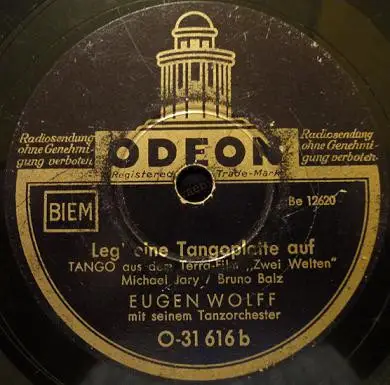 Radiosendung
ohne Genehmi-
gung verboten
ODEON
Radiosendung
ohne Genehmi-
gung verboten
Registered Trade-Mark
BIEM
Be 12620
Leg' eine Tangoplatte auf
TANGO aus dem Terra-Film „Zwei Welten"
Michael Jary / Bruno Balz
EUGEN WOLFF
mit seinem Tanzorchester
O-31 616 b